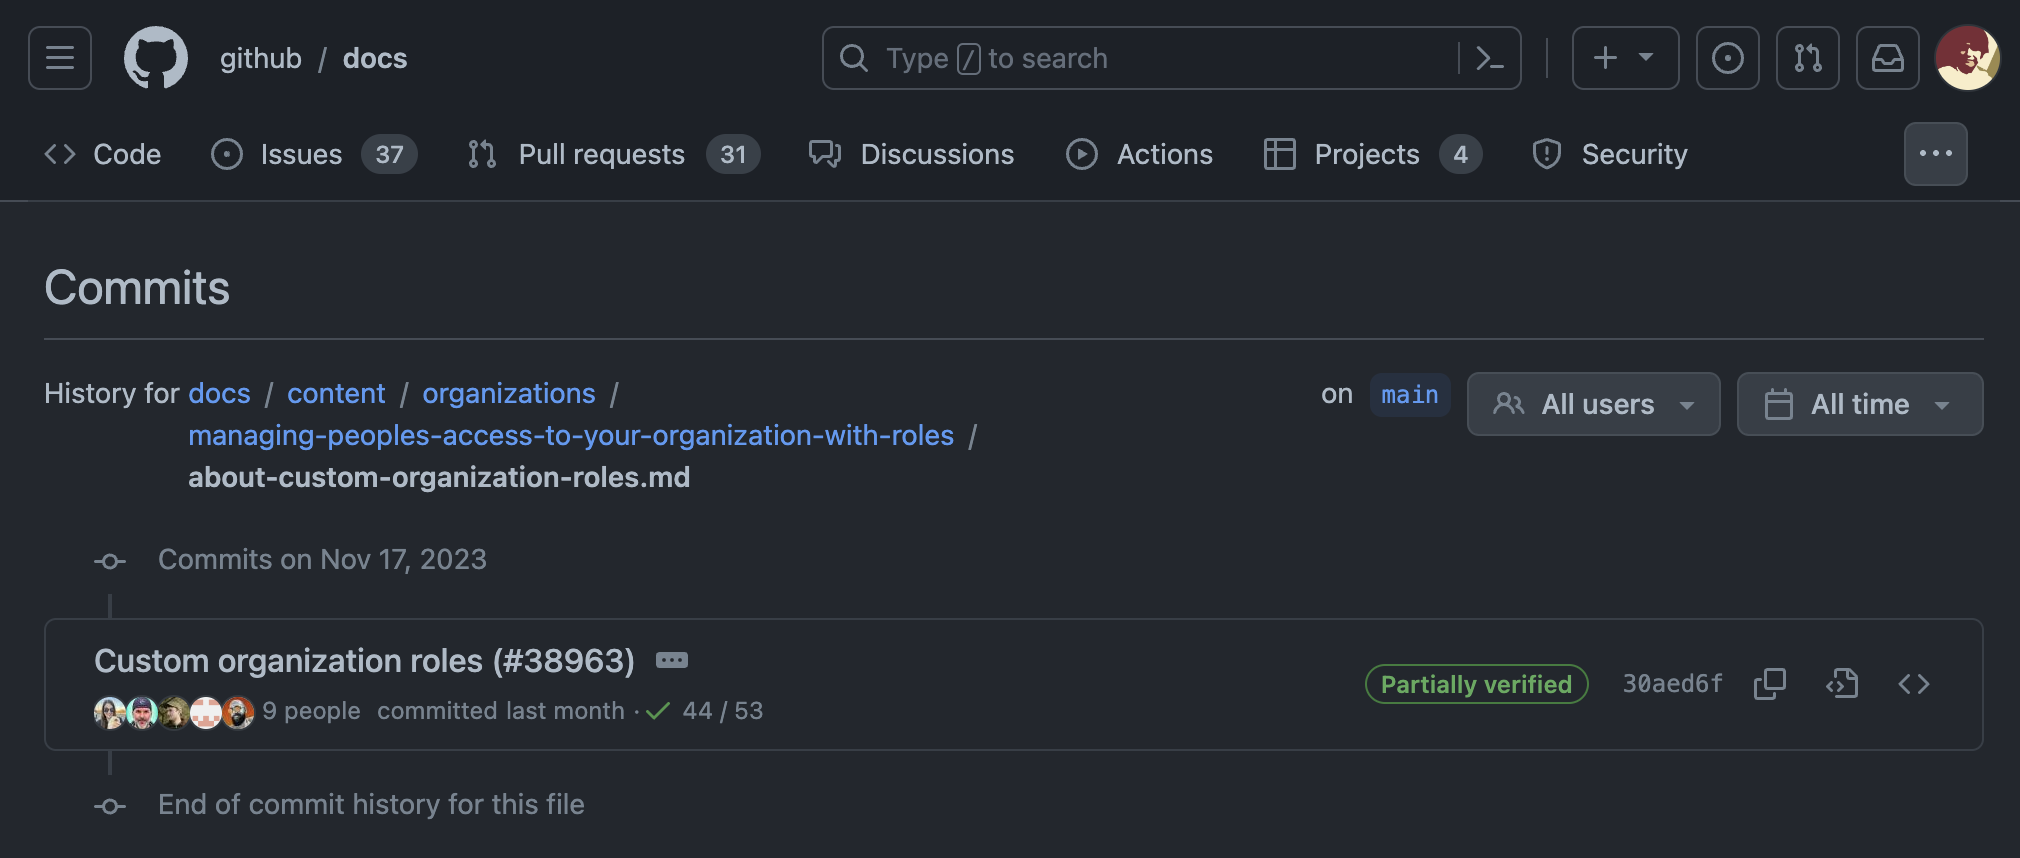 github / docs
Type / to search
Code Issues 37 Pull requests 31 Discussions Actions Projects 4 Security
Commits
History for docs / content / organizations /
managing-peoples-access-to-your-organization-with-roles /
about-custom-organization-roles.md
on main All users All time
Commits on Nov 17, 2023
Custom organization roles (#38963)
9 people committed last month · 44 / 53
Partially verified 30aed6f
End of commit history for this file